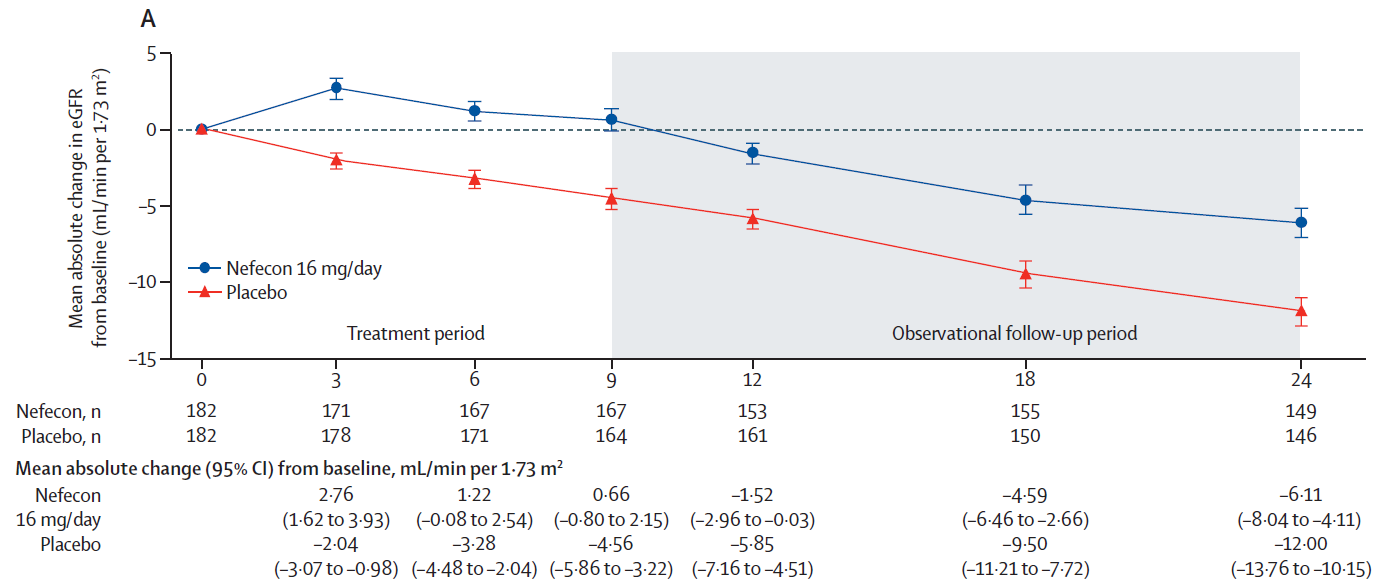 A
Mean absolute change in eGFR
from baseline (mL/min per 1·73 m²)
5
0
–5
–10
–15
Nefecon 16 mg/day
Placebo
Treatment period
Observational follow-up period
0 3 6 9 12 18 24
Nefecon, n 182 171 167 167 153 155 149
Placebo, n 182 178 171 164 161 150 146
Mean absolute change (95% CI) from baseline, mL/min per 1·73 m²
Nefecon 2·76 1·22 0·66 –1·52 –4·59 –6·11
16 mg/day (1·62 to 3·93) (–0·08 to 2·54) (–0·80 to 2·15) (–2·96 to –0·03) (–6·46 to –2·66) (–8·04 to –4·11)
Placebo –2·04 –3·28 –4·56 –5·85 –9·50 –12·00
(–3·07 to –0·98) (–4·48 to –2·04) (–5·86 to –3·22) (–7·16 to –4·51) (–11·21 to –7·72) (–13·76 to –10·15)